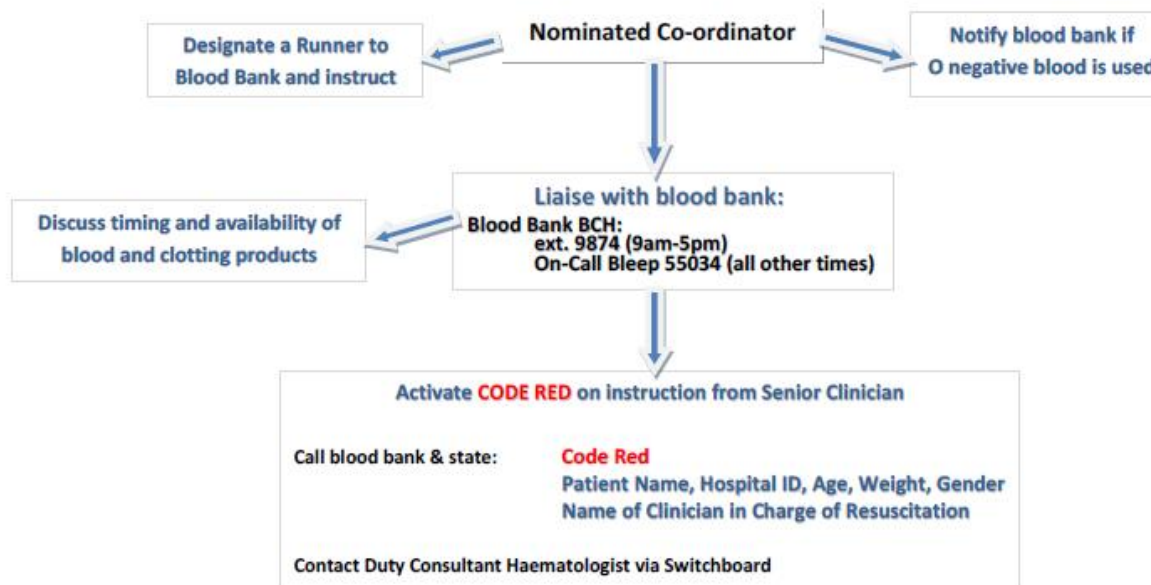 Nominated Co-ordinator
Designate a Runner to
Blood Bank and instruct
Notify blood bank if
O negative blood is used
Liaise with blood bank:
Blood Bank BCH:
ext. 9874 (9am-5pm)
On-Call Bleep 55034 (all other times)
Discuss timing and availability of
blood and clotting products
Activate CODE RED on instruction from Senior Clinician
Call blood bank & state: Code Red
Patient Name, Hospital ID, Age, Weight, Gender
Name of Clinician in Charge of Resuscitation
Contact Duty Consultant Haematologist via Switchboard